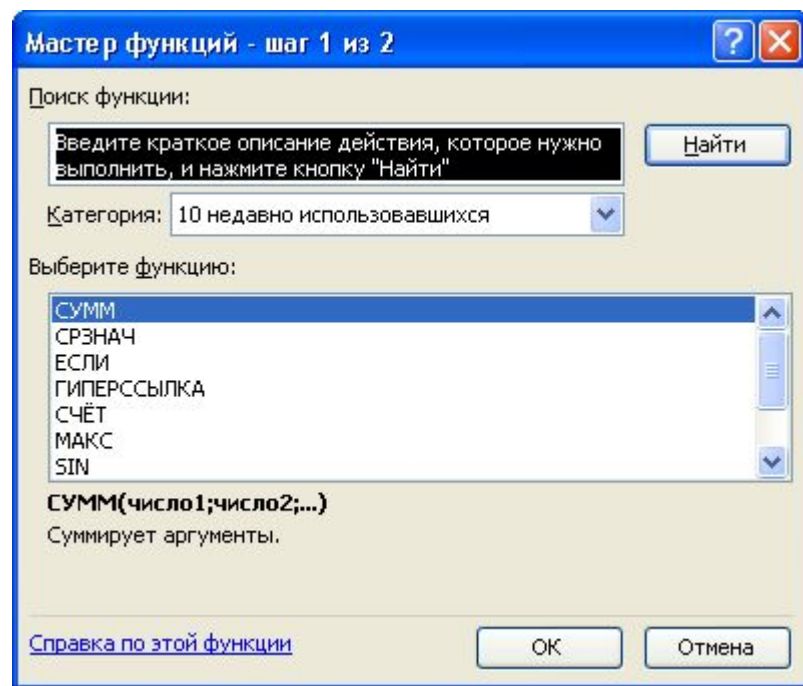 Мастер функций - шаг 1 из 2
Поиск функции:
Введите краткое описание действия, которое нужно
выполнить, и нажмите кнопку "Найти"
Найти
Категория: 10 недавно использовавшихся
Выберите функцию:
СУММ
СРЗНАЧ
ЕСЛИ
ГИПЕРССЫЛКА
СЧЁТ
МАКС
SIN
СУММ(число1;число2;...)
Суммирует аргументы.
Справка по этой функции
ОК
Отмена